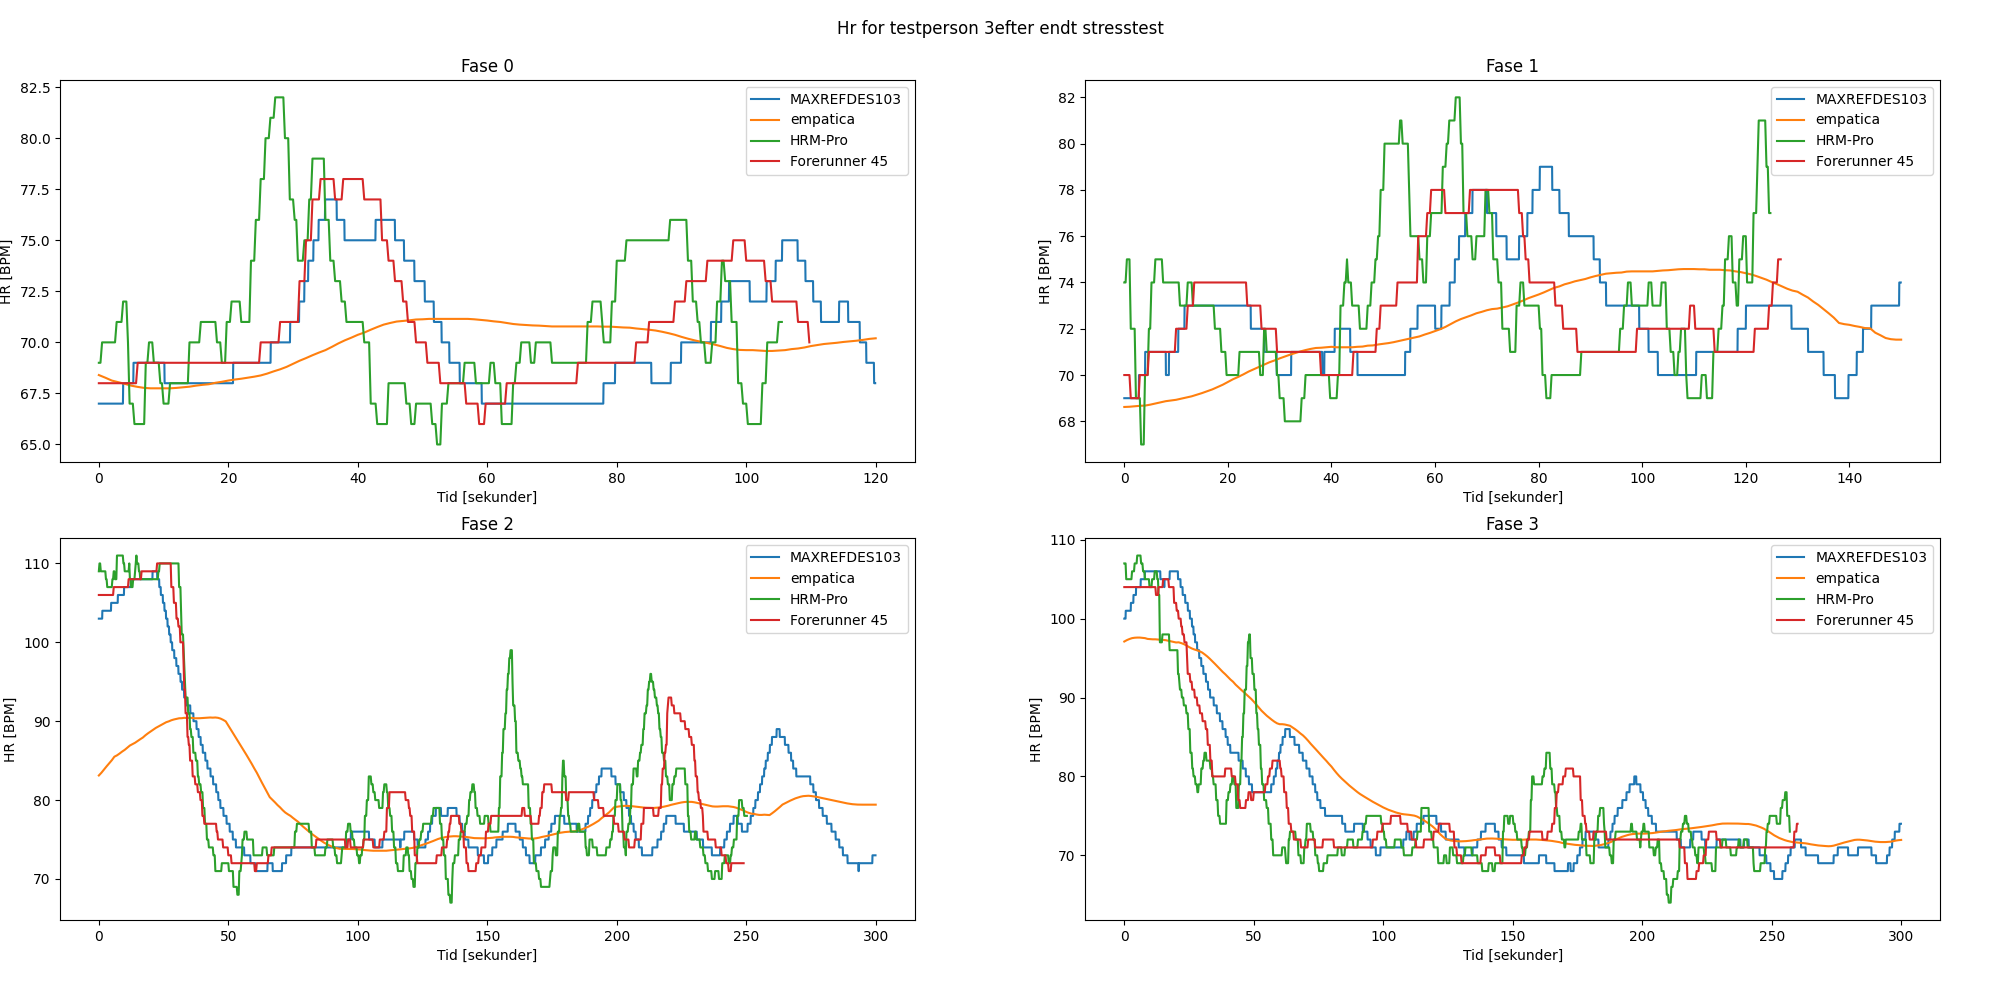 Hr for testperson 3efter endt stresstest
Fase 0
82.5
80.0
77.5
75.0
72.5
70.0
67.5
65.0
HR [BPM]
0 20 40 60 80 100 120
Tid [sekunder]
MAXREFDES103
empatica
HRM-Pro
Forerunner 45
Fase 1
82
80
78
76
74
72
70
68
HR [BPM]
0 20 40 60 80 100 120 140
Tid [sekunder]
MAXREFDES103
empatica
HRM-Pro
Forerunner 45
Fase 2
110
100
90
80
70
HR [BPM]
0 50 100 150 200 250 300
Tid [sekunder]
MAXREFDES103
empatica
HRM-Pro
Forerunner 45
Fase 3
110
100
90
80
70
HR [BPM]
0 50 100 150 200 250 300
Tid [sekunder]
MAXREFDES103
empatica
HRM-Pro
Forerunner 45